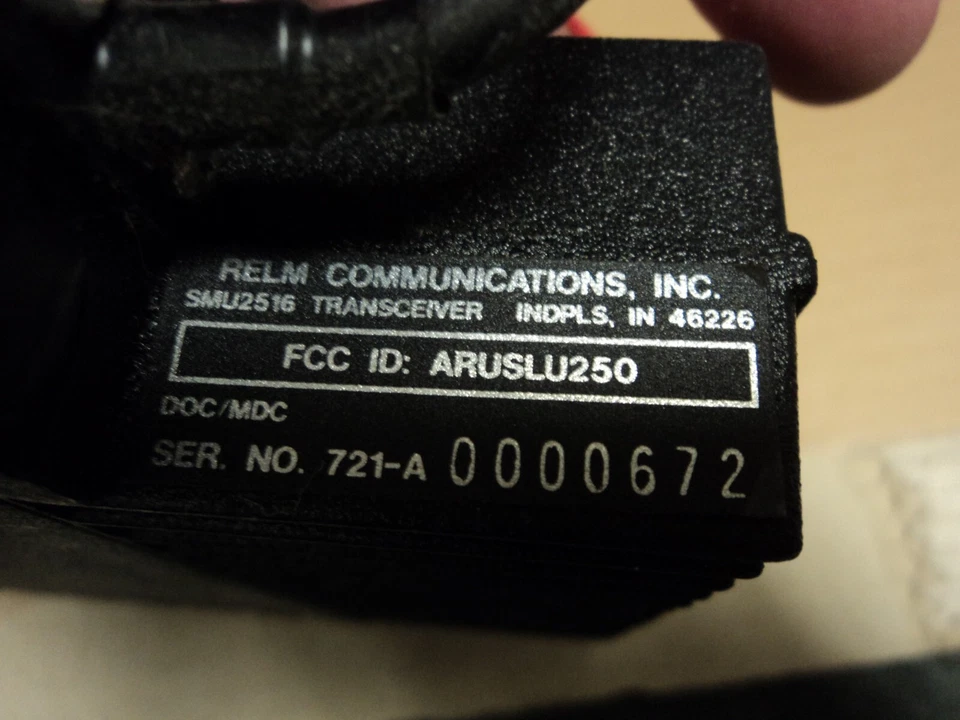 RELM COMMUNICATIONS, INC.
SMU2516 TRANSCEIVER INDPLS, IN 46226
FCC ID: ARUSLU250
DOC/MDC
SER. NO. 721-A 0000672